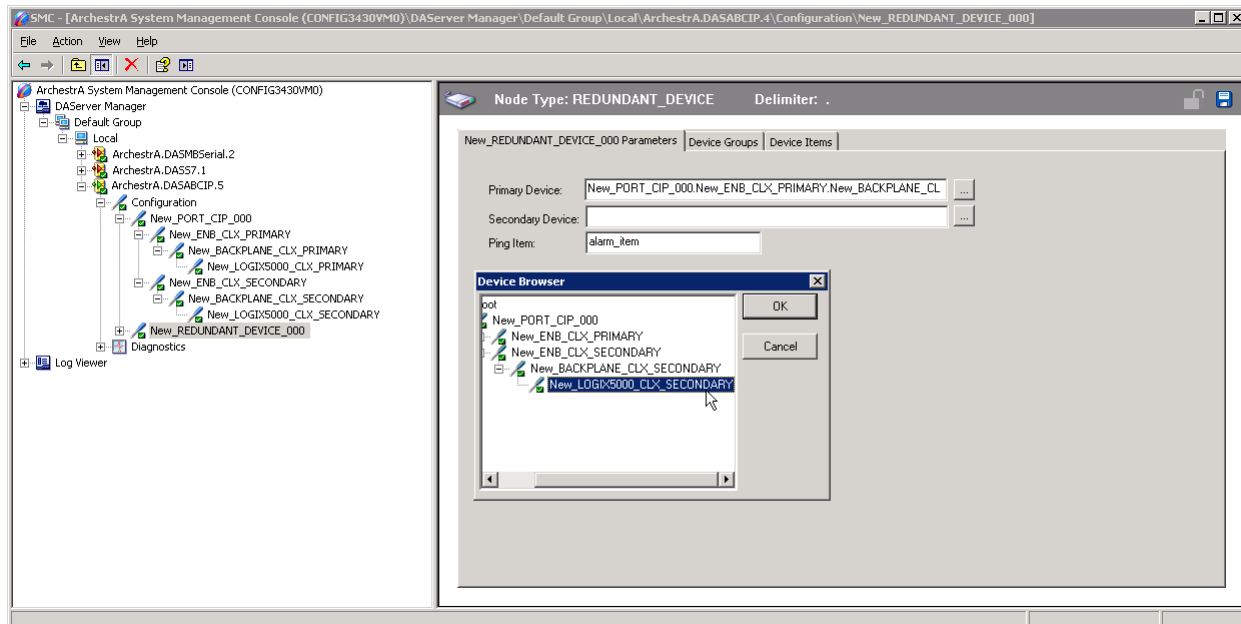 SMC - [ArchestrA System Management Console (CONFIG3430VM0)\DAServer Manager\Default Group\Local\ArchestrA.DASABCIP.4\Configuration\New_REDUNDANT_DEVICE_000]
File Action View Help
ArchestrA System Management Console (CONFIG3430VM0)
DAServer Manager
Default Group
Local
ArchestrA.DASMBSerial.2
ArchestrA.DASS7.1
ArchestrA.DASABCIP.5
Configuration
New_PORT_CIP_000
New_ENB_CLX_PRIMARY
New_BACKPLANE_CLX_PRIMARY
New_LOGIX5000_CLX_PRIMARY
New_ENB_CLX_SECONDARY
New_BACKPLANE_CLX_SECONDARY
New_LOGIX5000_CLX_SECONDARY
New_REDUNDANT_DEVICE_000
Diagnostics
Log Viewer
Node Type: REDUNDANT_DEVICE Delimiter: .
New_REDUNDANT_DEVICE_000 Parameters Device Groups Device Items
Primary Device: New_PORT_CIP_000.New_ENB_CLX_PRIMARY.New_BACKPLANE_CL ...
Secondary Device: ...
Ping Item: alarm_item
Device Browser
oot
New_PORT_CIP_000
New_ENB_CLX_PRIMARY
New_ENB_CLX_SECONDARY
New_BACKPLANE_CLX_SECONDARY
New_LOGIX5000_CLX_SECONDARY
OK
Cancel